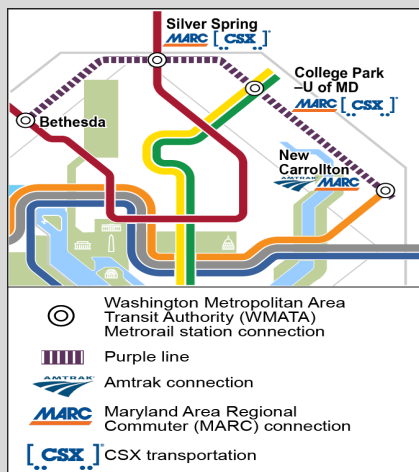 Silver Spring
MARC [CSX]
College Park
–U of MD
MARC [CSX]
Bethesda
New
Carrollton
AMTRAK MARC
Washington Metropolitan Area
Transit Authority (WMATA)
Metrorail station connection
Purple line
AMTRAK Amtrak connection
MARC Maryland Area Regional
Commuter (MARC) connection
[CSX] CSX transportation